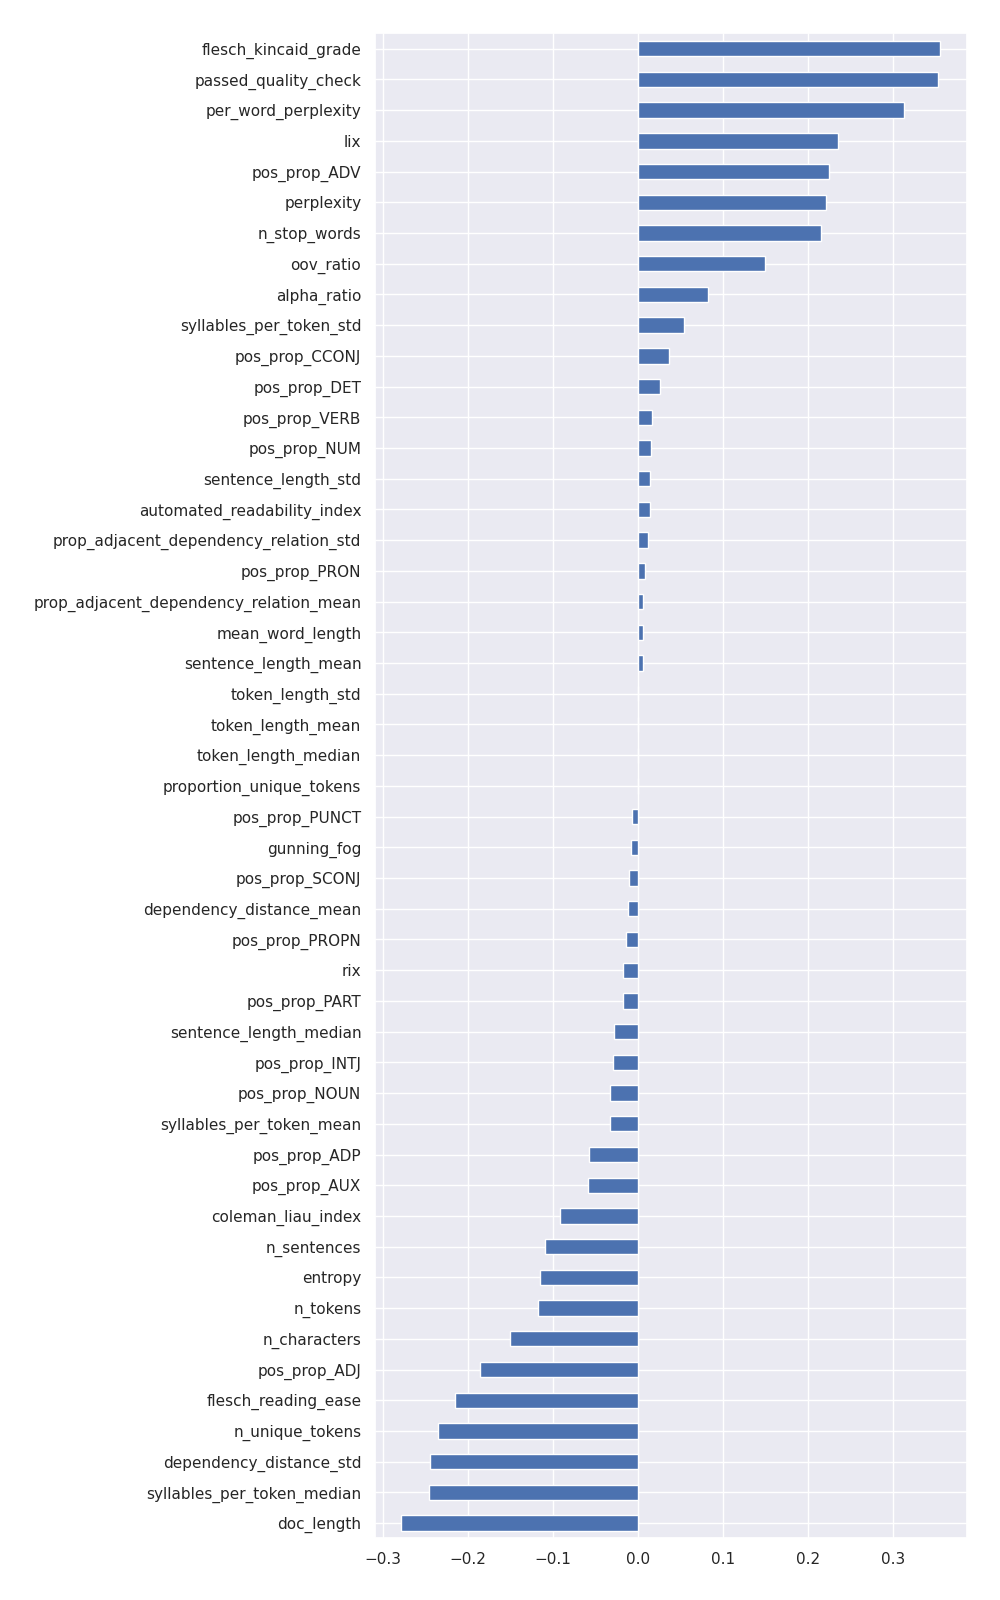 flesch_kincaid_grade
passed_quality_check
per_word_perplexity
lix
pos_prop_ADV
perplexity
n_stop_words
oov_ratio
alpha_ratio
syllables_per_token_std
pos_prop_CCONJ
pos_prop_DET
pos_prop_VERB
pos_prop_NUM
sentence_length_std
automated_readability_index
prop_adjacent_dependency_relation_std
pos_prop_PRON
prop_adjacent_dependency_relation_mean
mean_word_length
sentence_length_mean
token_length_std
token_length_mean
token_length_median
proportion_unique_tokens
pos_prop_PUNCT
gunning_fog
pos_prop_SCONJ
dependency_distance_mean
pos_prop_PROPN
rix
pos_prop_PART
sentence_length_median
pos_prop_INTJ
pos_prop_NOUN
syllables_per_token_mean
pos_prop_ADP
pos_prop_AUX
coleman_liau_index
n_sentences
entropy
n_tokens
n_characters
pos_prop_ADJ
flesch_reading_ease
n_unique_tokens
dependency_distance_std
syllables_per_token_median
doc_length
−0.3 −0.2 −0.1 0.0 0.1 0.2 0.3